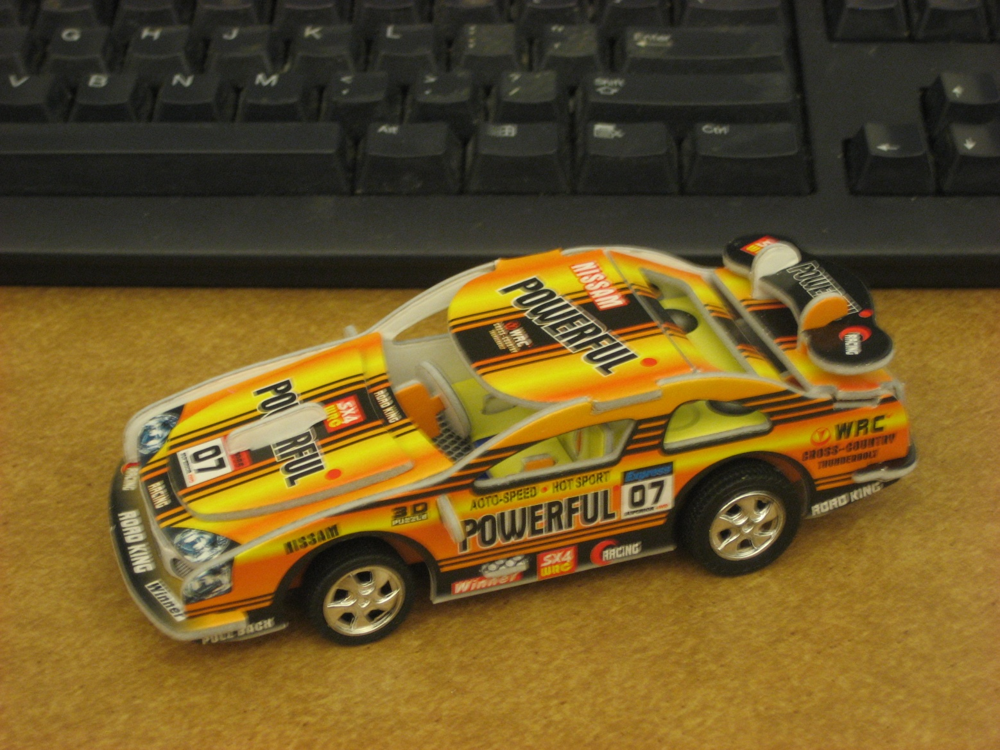 G H J K L
Enter
V B N M < > ?
Shift
Alt
Ctrl
NISSAM
POWERFUL
WRC
CROSS-COUNTRY
RACING
ROAD KING
SX4
WRC
07
RACING
RACING
ROAD KING
Winner
PULL BACK
NISSAM
3D
PUZZLE
AOTO-SPEED • HOT SPORT
POWERFUL
Express
07
Winner
SX4
WRC
RACING
WRC
CROSS-COUNTRY
THUNDERBOLT
ROAD KING